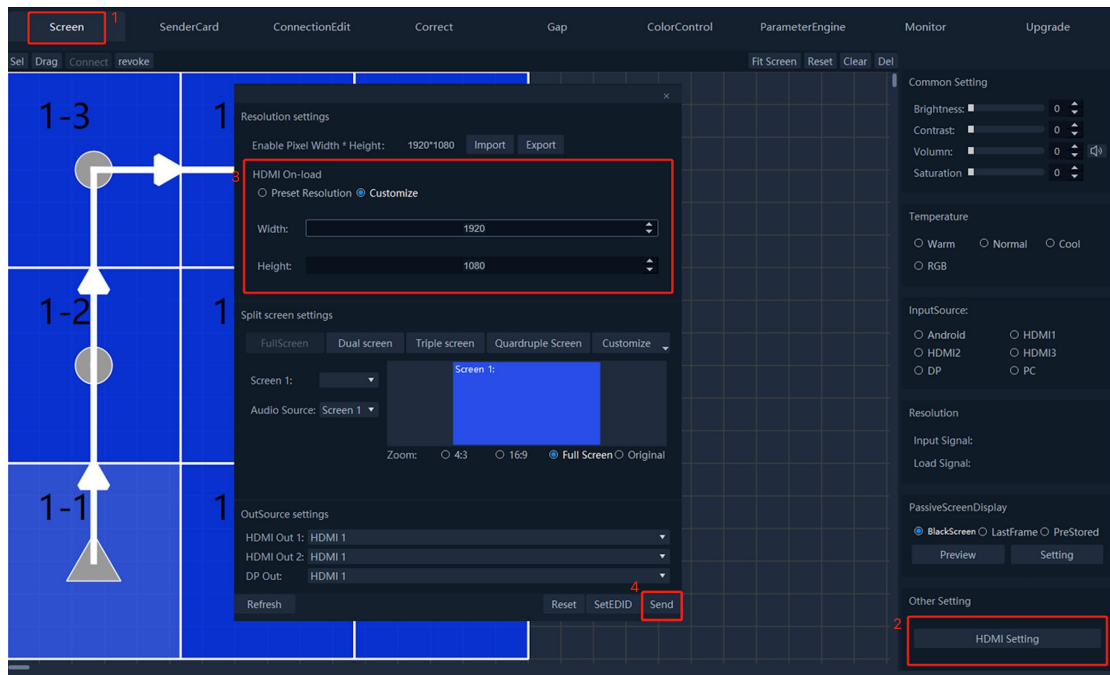 Screen 1 SenderCard ConnectionEdit Correct Gap ColorControl ParameterEngine Monitor Upgrade
Sel Drag Connect revoke Fit Screen Reset Clear Del
1-3 1
1-2 1
1-1 1
×
Resolution settings
Enable Pixel Width * Height: 1920*1080 Import Export
3
HDMI On-load
Preset Resolution Customize
Width: 1920
Height: 1080
Split screen settings
FullScreen Dual screen Triple screen Quardruple Screen Customize
Screen 1:
Screen 1:
Audio Source: Screen 1
Zoom: 4:3 16:9 Full Screen Original
OutSource settings
HDMI Out 1: HDMI 1
HDMI Out 2: HDMI 1
DP Out: HDMI 1
4
Refresh Reset SetEDID Send
Common Setting
Brightness: 0
Contrast: 0
Volumn: 0
Saturation 0
Temperature
Warm Normal Cool
RGB
InputSource:
Android HDMI1
HDMI2 HDMI3
DP PC
Resolution
Input Signal:
Load Signal:
PassiveScreenDisplay
BlackScreen LastFrame PreStored
Preview Setting
Other Setting
2
HDMI Setting